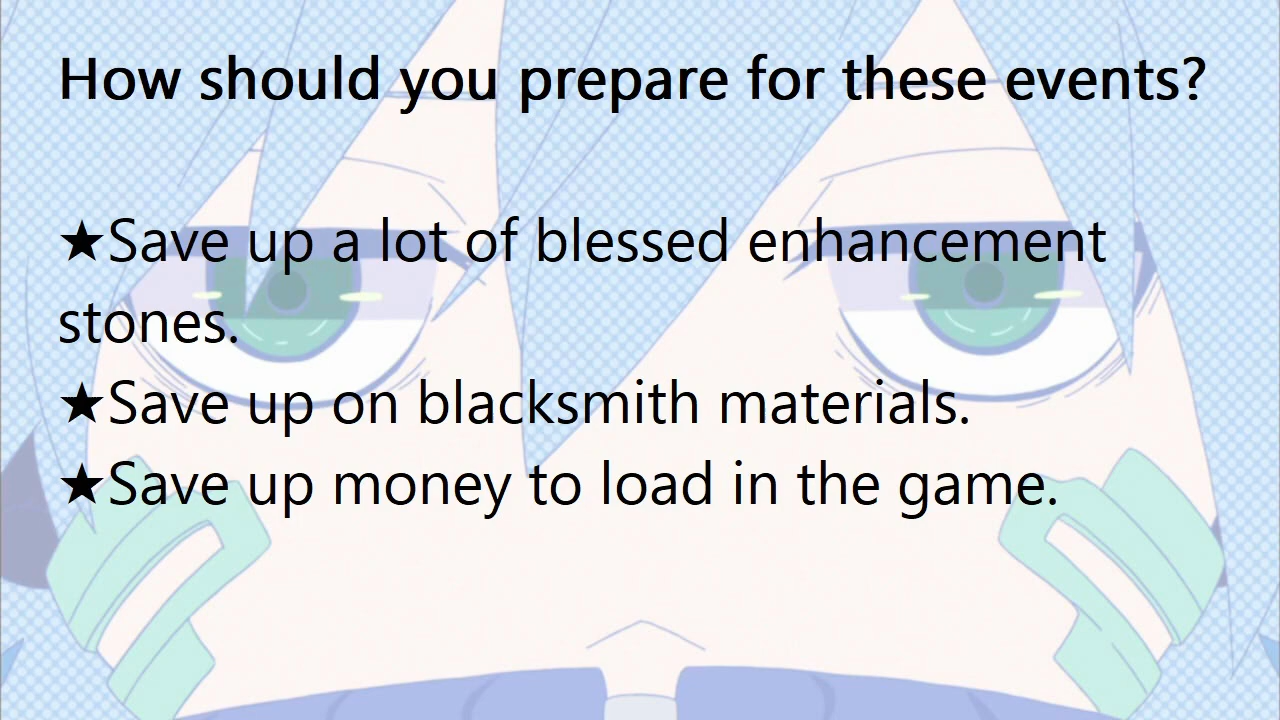 How should you prepare for these events?
★Save up a lot of blessed enhancement
stones.
★Save up on blacksmith materials.
★Save up money to load in the game.